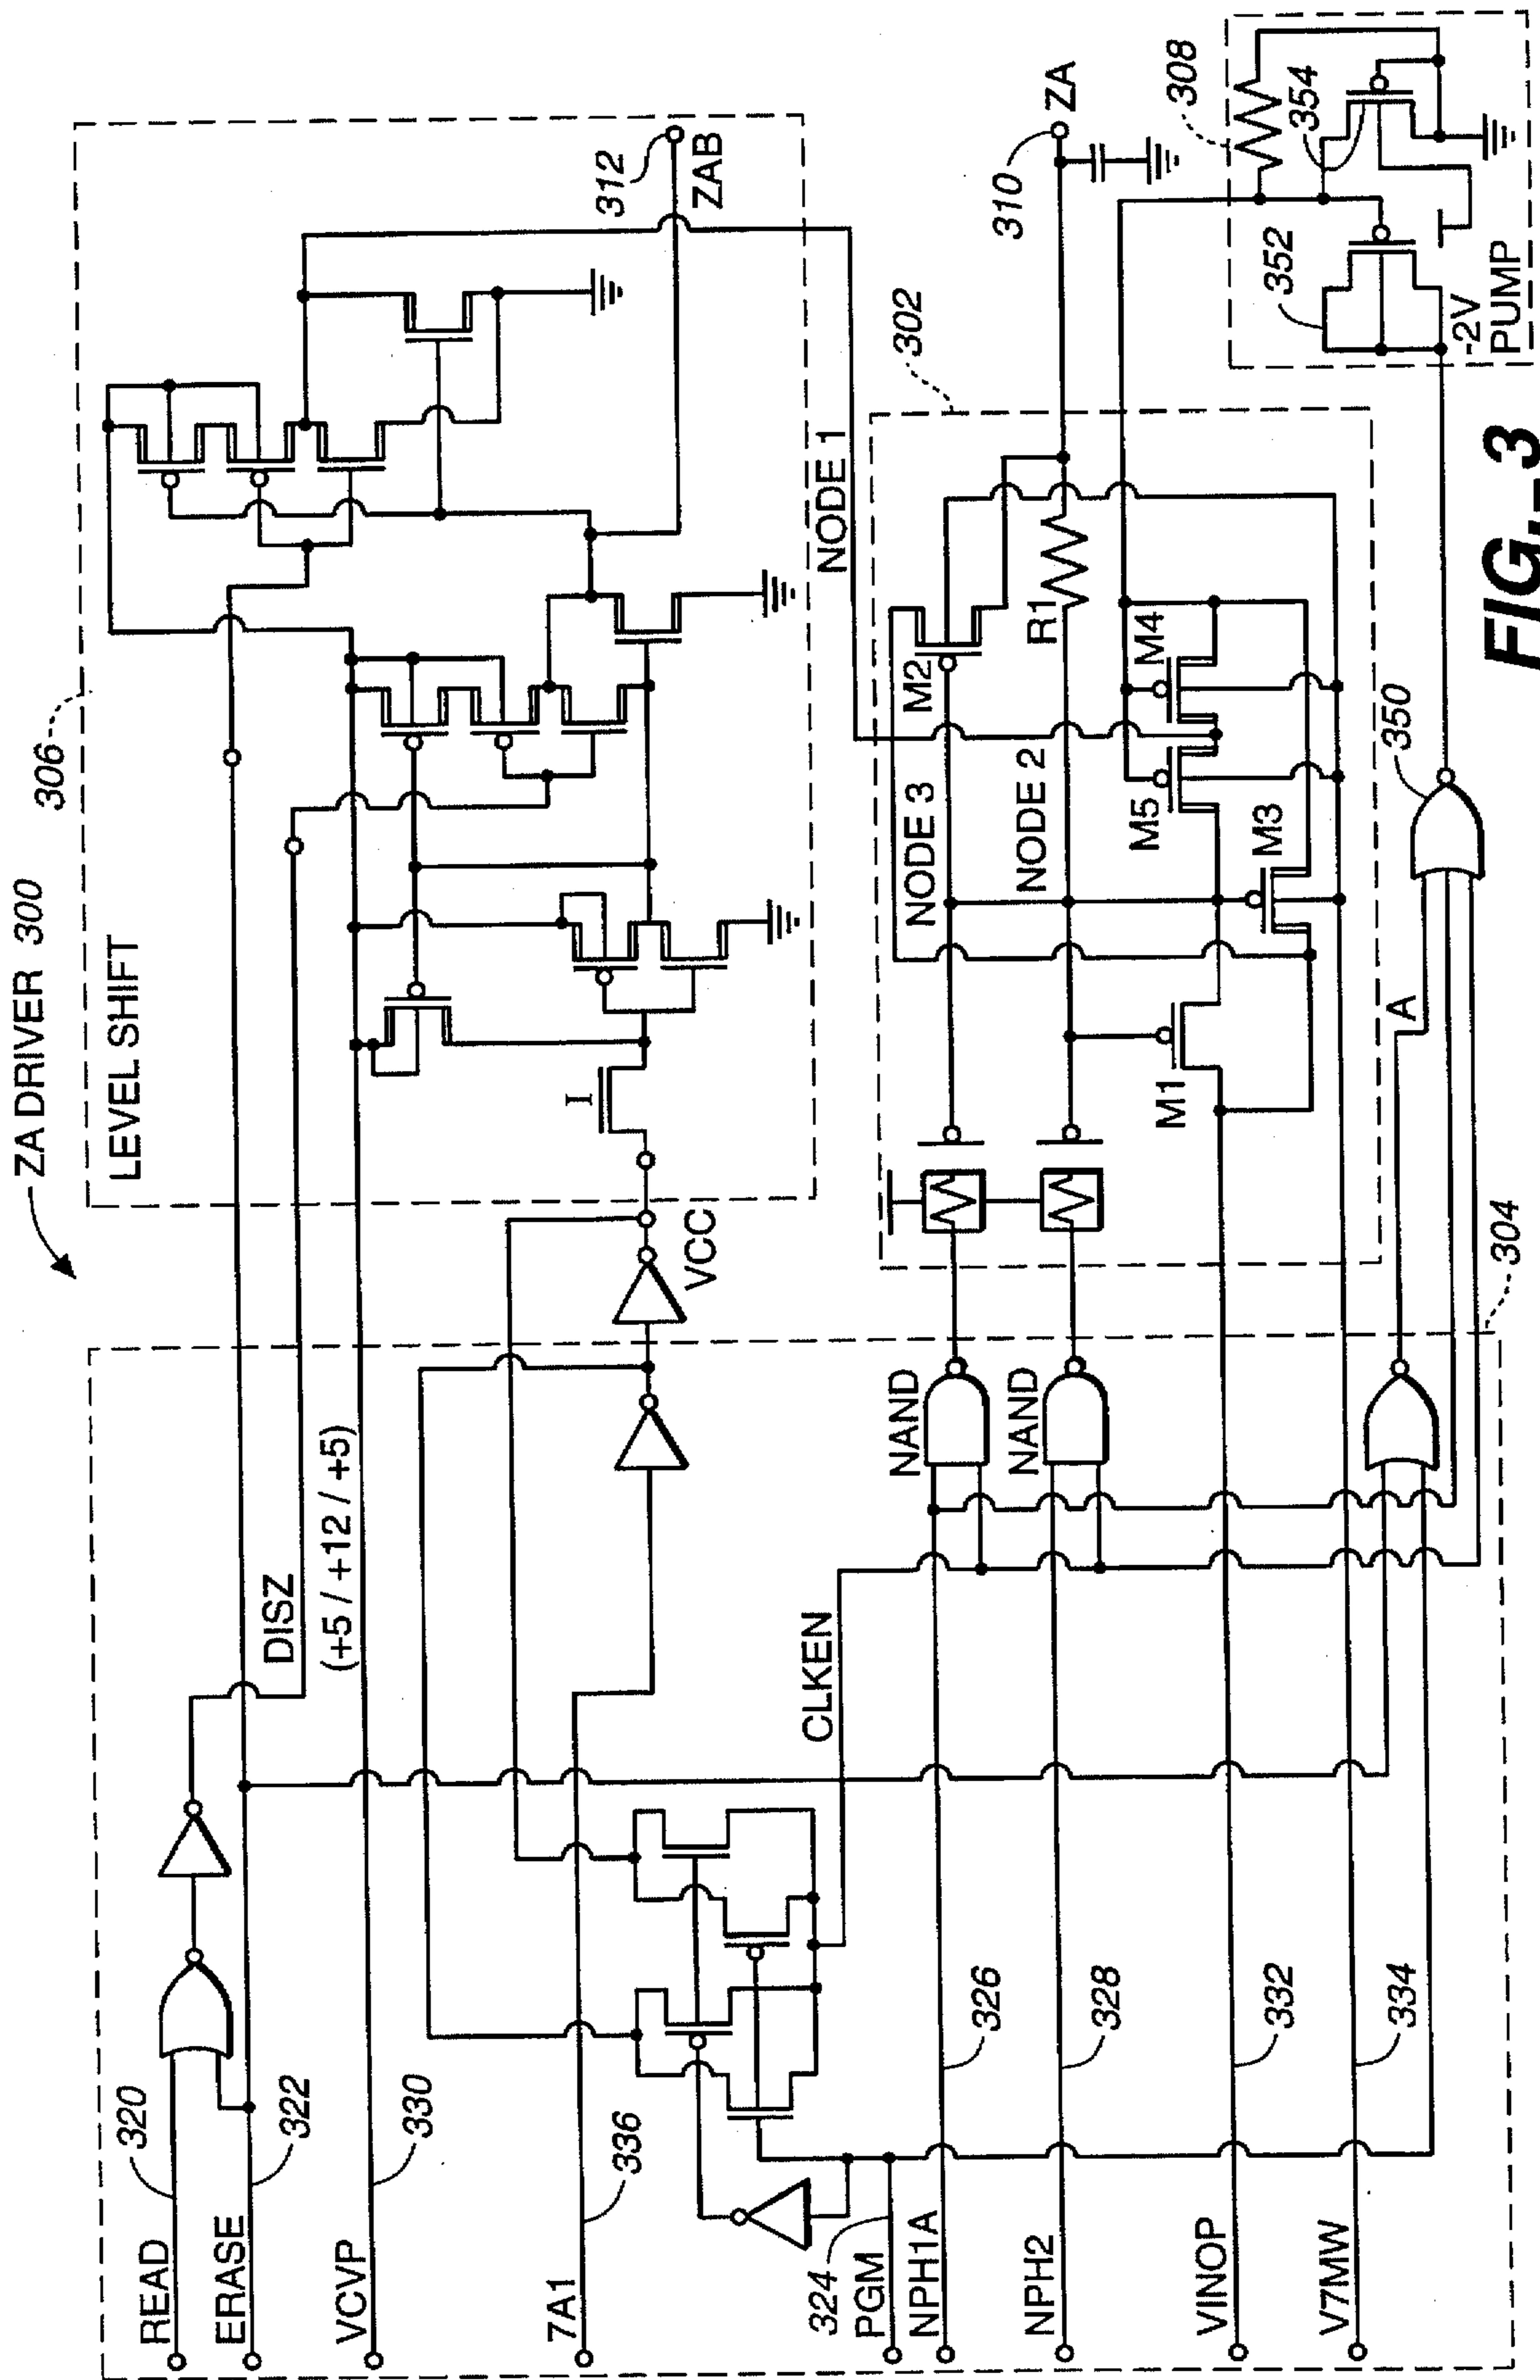 ZA DRIVER 300
LEVEL SHIFT
306
READ
320
ERASE
322
DISZ
VCVP
330
(+5 / +12 / +5)
7A1
336
VCC
I
312
ZAB
324
PGM
CLKEN
NPH1A
326
NAND
NPH2
328
NAND
VINOP
332
V7MW
334
304
NODE 1
302
NODE 3
M2
NODE 2
R1
M1
M5
M4
M3
310
ZA
A
350
308
354
352
-2V
PUMP
FIG._3